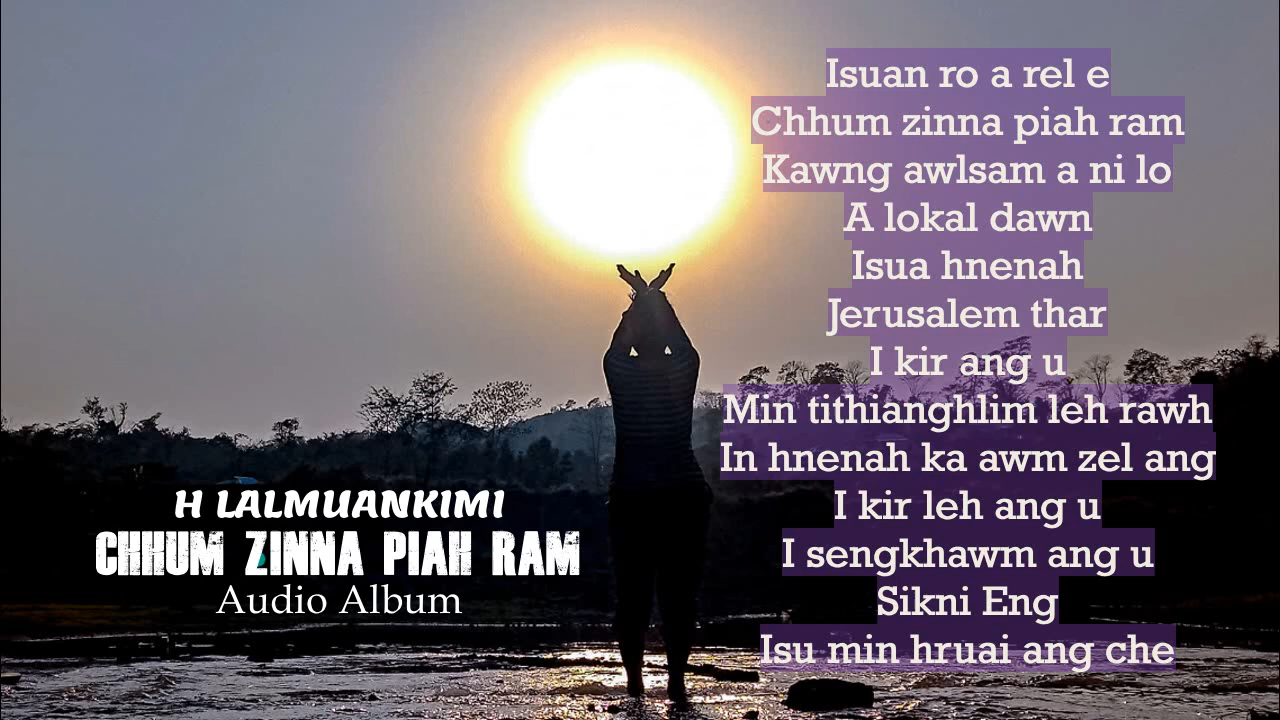 H LALMUANKIMI
CHHUM ZINNA PIAH RAM
Audio Album
Isuan ro a rel e
Chhum zinna piah ram
Kawng awlsam a ni lo
A lokal dawn
Isua hnenah
Jerusalem thar
I kir ang u
Min tithianghlim leh rawh
In hnenah ka awm zel ang
I kir leh ang u
I sengkhawm ang u
Sikni Eng
Isu min hruai ang che